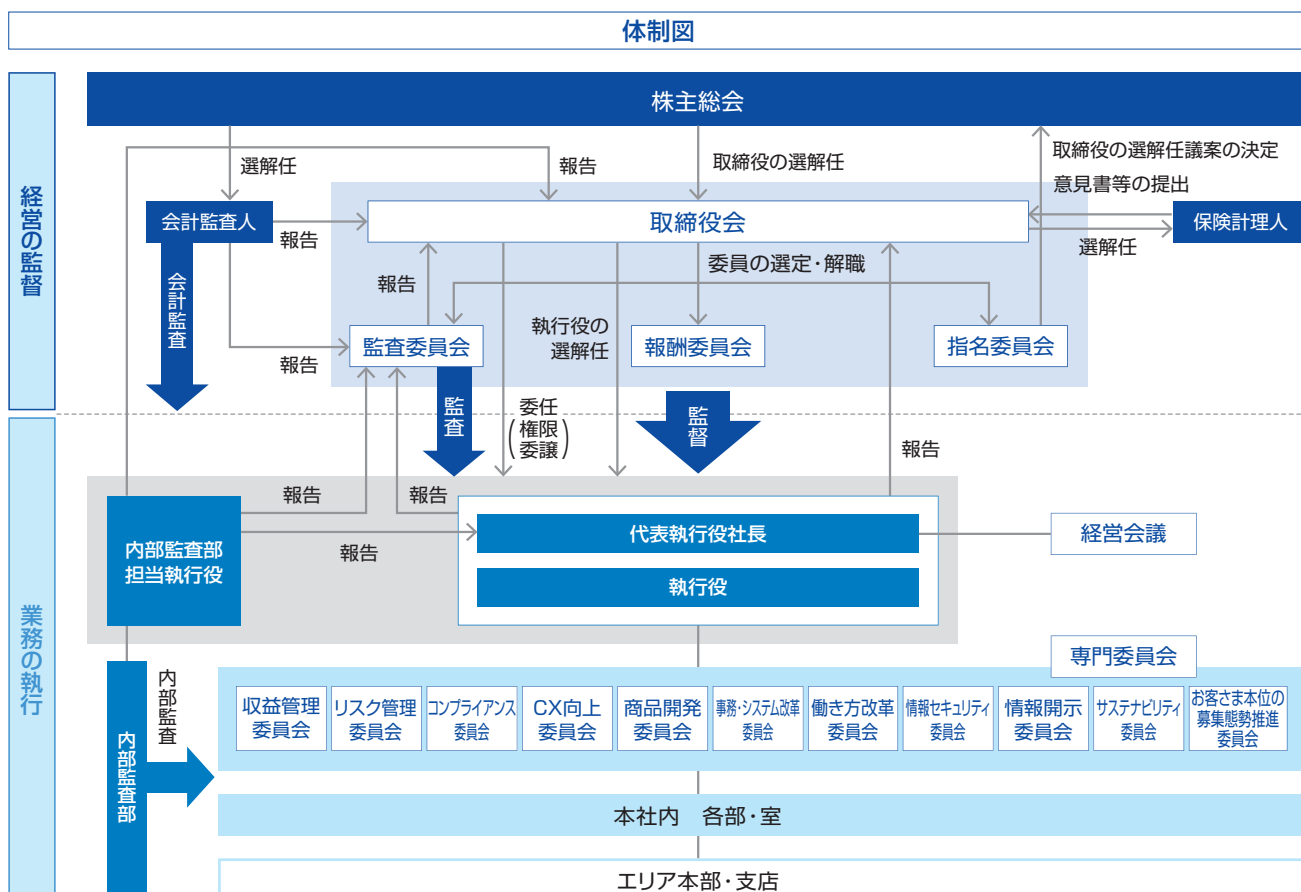 体制図
経営の監督
株主総会
選解任
報告
取締役の選解任
取締役の選解任議案の決定
意見書等の提出
会計監査人
報告
取締役会
保険計理人
選解任
会計監査
報告
委員の選定・解職
執行役の
選解任
報告
監査委員会
報酬委員会
指名委員会
監査
委任
(権限
委譲)
監督
報告
業務の執行
報告
報告
内部監査部
担当執行役
報告
代表執行役社長
執行役
経営会議
専門委員会
内部監査
内部監査部
収益管理
委員会
リスク管理
委員会
コンプライアンス
委員会
CX向上
委員会
商品開発
委員会
事務・システム改革
委員会
働き方改革
委員会
情報セキュリティ
委員会
情報開示
委員会
サステナビリティ
委員会
お客さま本位の
募集態勢推進
委員会
本社内　各部・室
エリア本部・支店